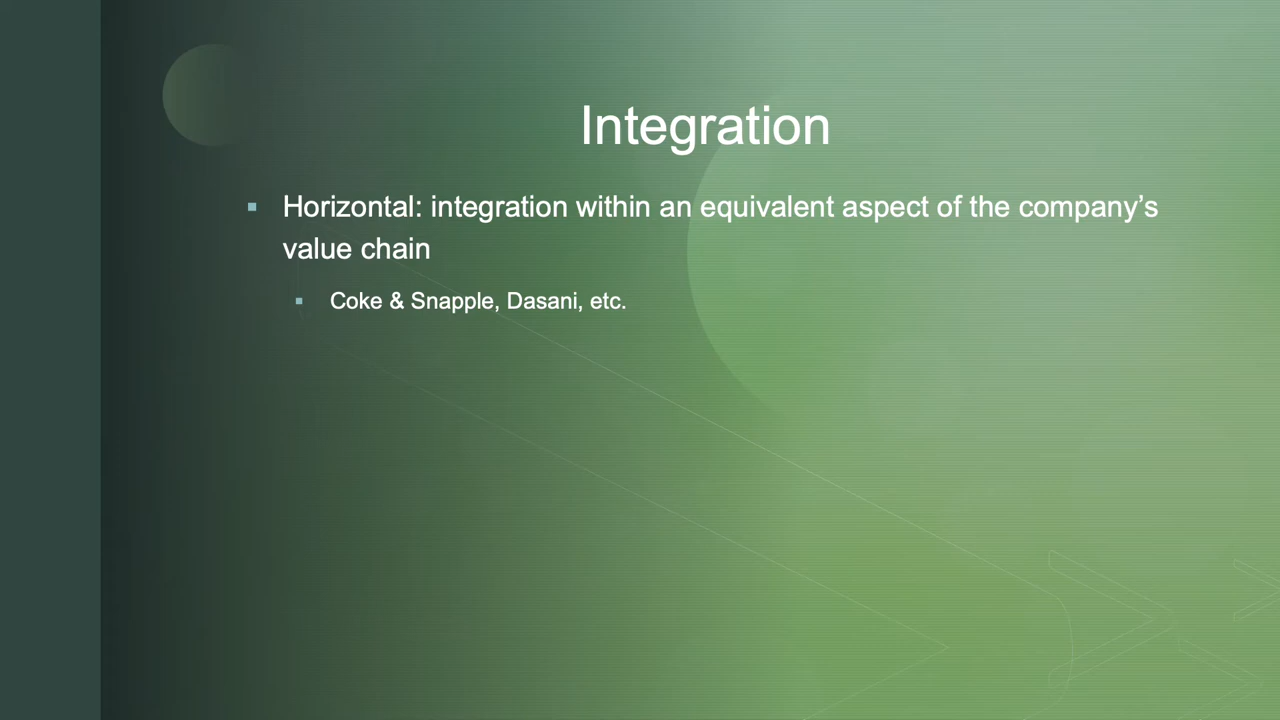 Integration
Horizontal: integration within an equivalent aspect of the company’s
value chain
Coke & Snapple, Dasani, etc.